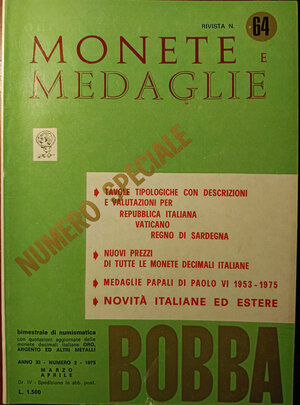 RIVISTA N. 64
MONETE E
MEDAGLIE
NUMERO SPECIALE
TAVOLE TIPOLOGICHE CON DESCRIZIONI
E VALUTAZIONI PER
REPUBBLICA ITALIANA
VATICANO
REGNO DI SARDEGNA
NUOVI PREZZI
DI TUTTE LE MONETE DECIMALI ITALIANE
MEDAGLIE PAPALI DI PAOLO VI 1953-1975
NOVITÀ ITALIANE ED ESTERE
bimestrale di numismatica
con quotazioni aggiornate delle
monete decimali italiane ORO,
ARGENTO ED ALTRI METALLI
ANNO XI - NUMERO 2 - 1975
MARZO
APRILE
Gr. IV - Spedizione in abb. post.
L. 1.500
BOBBA